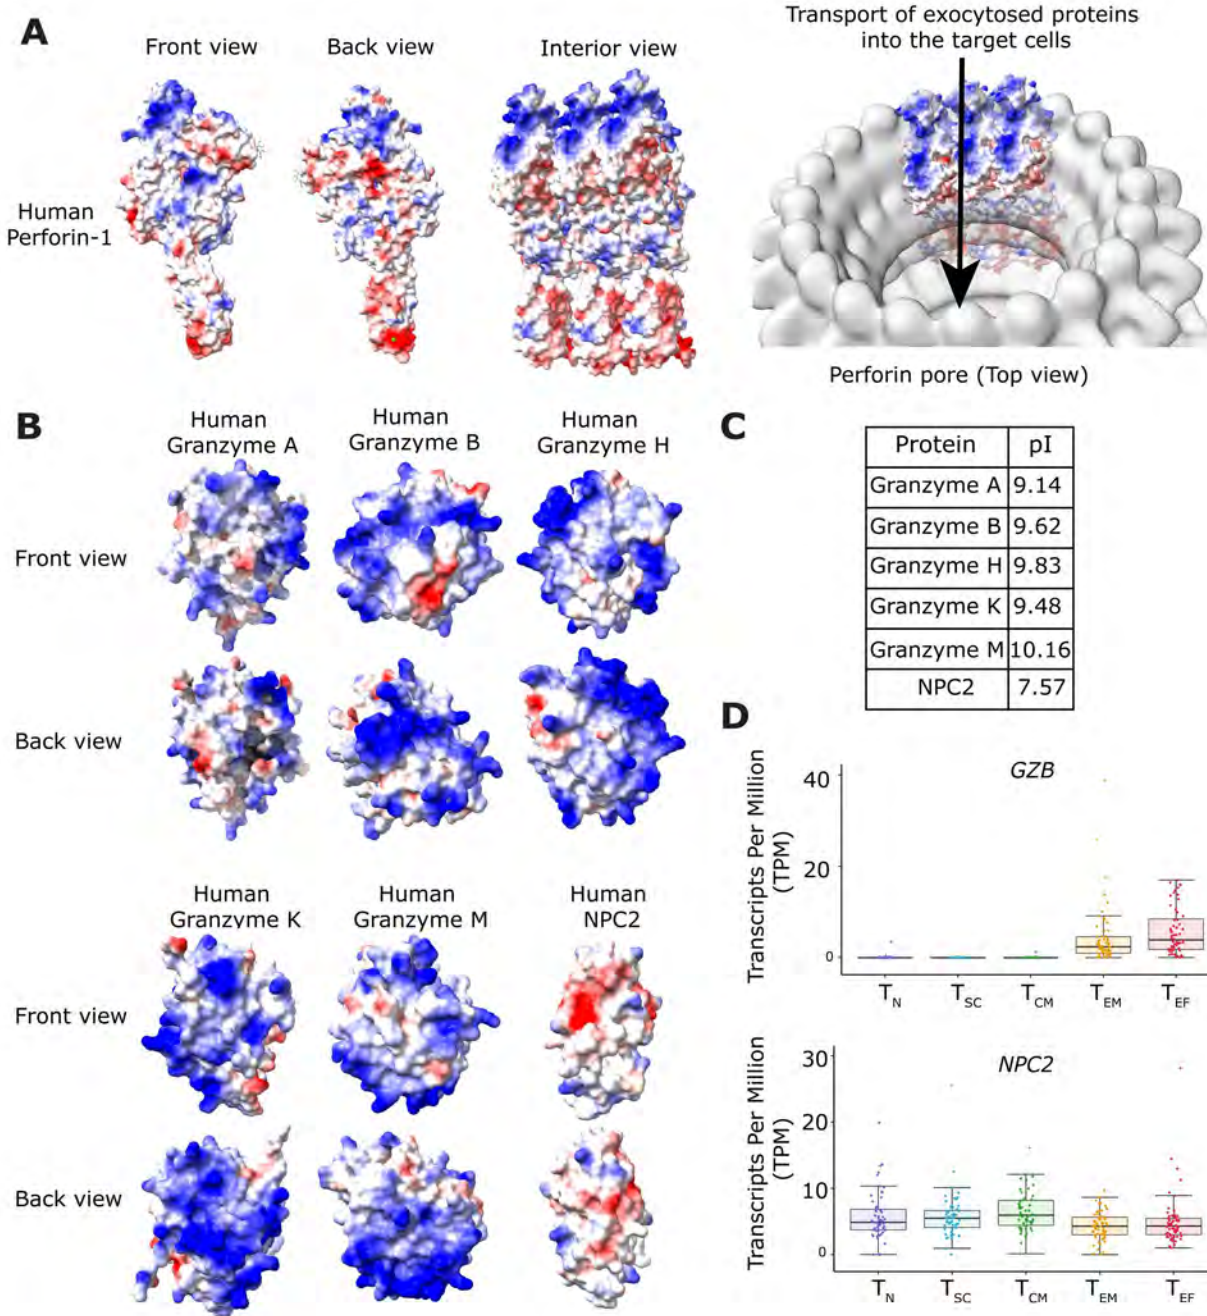 A
Front view
Back view
Interior view
Transport of exocytosed proteins
into the target cells
Human
Perforin-1
Perforin pore (Top view)
B
Human
Granzyme A
Human
Granzyme B
Human
Granzyme H
Front view
Back view
Human
Granzyme K
Human
Granzyme M
Human
NPC2
Front view
Back view
C
Protein pI
Granzyme A 9.14
Granzyme B 9.62
Granzyme H 9.83
Granzyme K 9.48
Granzyme M 10.16
NPC2 7.57
D
GZB
Transcripts Per Million
(TPM)
40
20
0
TN TSC TCM TEM TEF
NPC2
Transcripts Per Million
(TPM)
30
20
10
0
TN TSC TCM TEM TEF